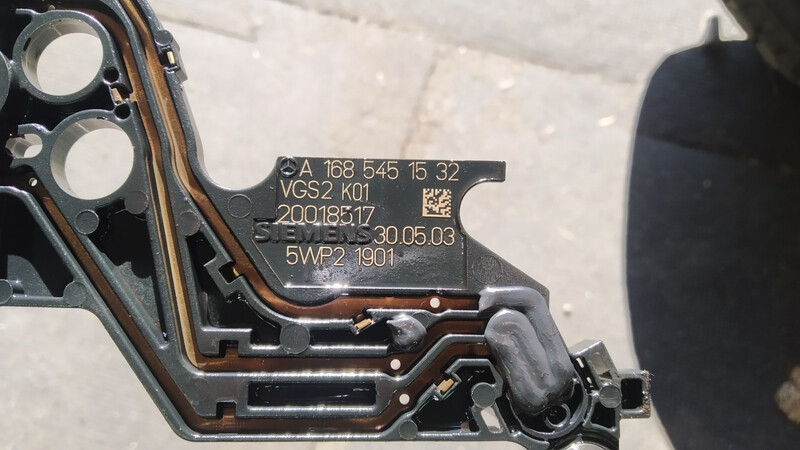 A 168 545 15 32
VGS2 K01
20018517
SIEMENS 30.05.03
5WP2 1901